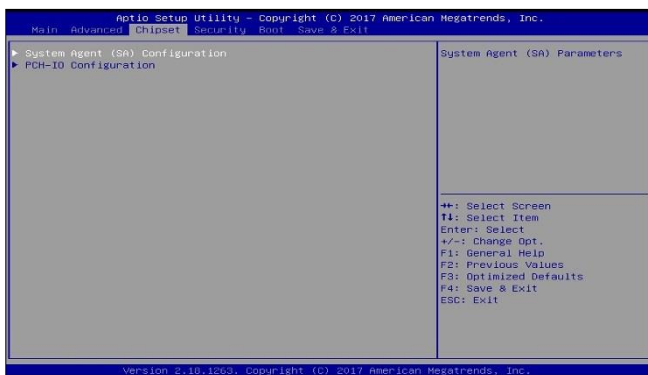 Aptio Setup Utility – Copyright (C) 2017 American Megatrends, Inc.
Main Advanced Chipset Security Boot Save & Exit
► System Agent (SA) Configuration
► PCH-IO Configuration
System Agent (SA) Parameters
→←: Select Screen
↑↓: Select Item
Enter: Select
+/-: Change Opt.
F1: General Help
F2: Previous Values
F3: Optimized Defaults
F4: Save & Exit
ESC: Exit
Version 2.18.1263. Copyright (C) 2017 American Megatrends, Inc.